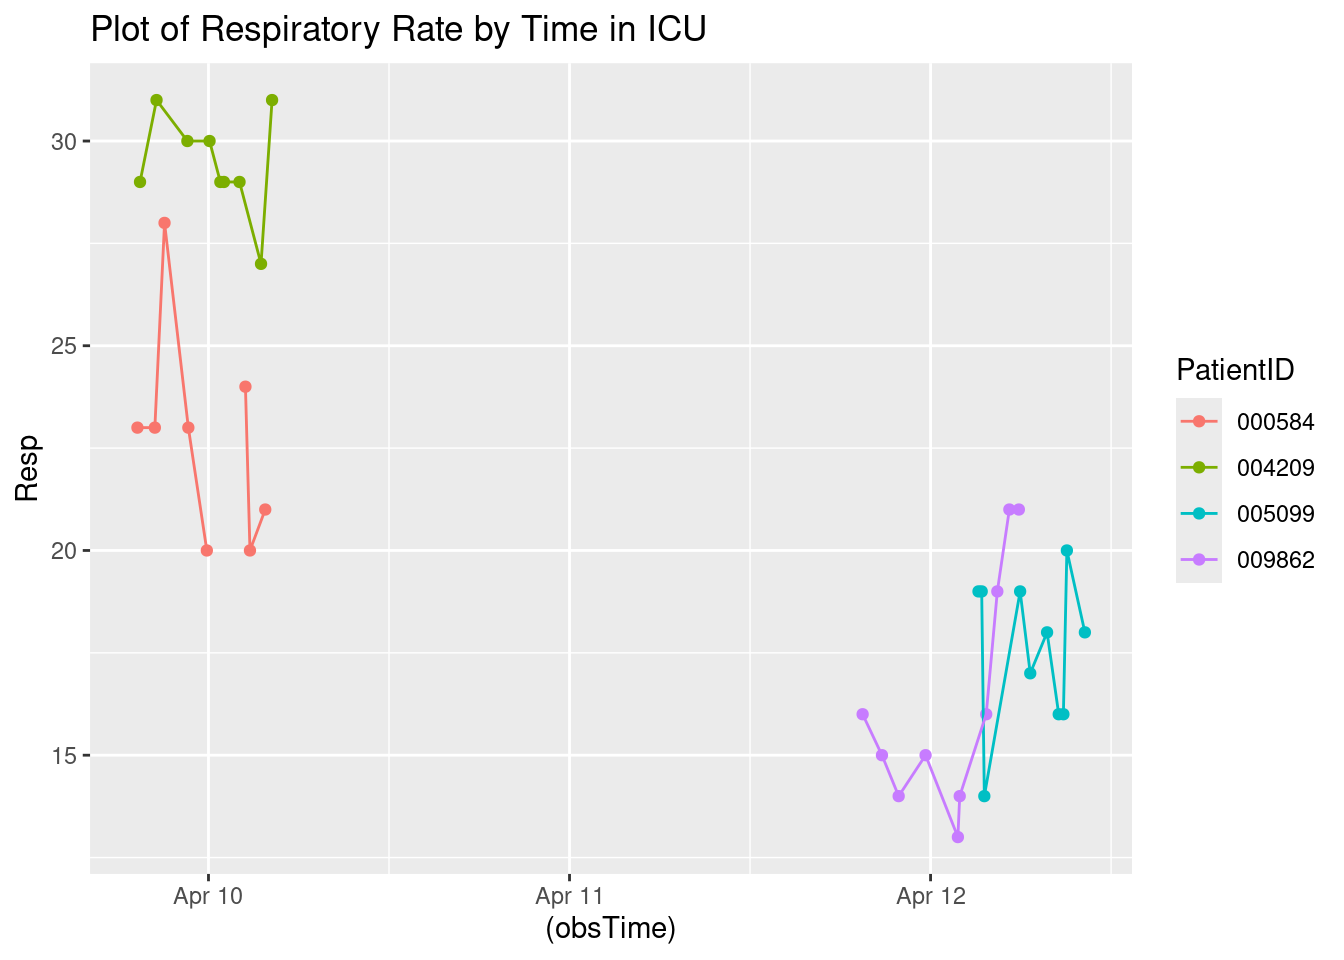 Plot of Respiratory Rate by Time in ICU
30
25
20
15
Resp
Apr 10
Apr 11
Apr 12
(obsTime)
PatientID
000584
004209
005099
009862